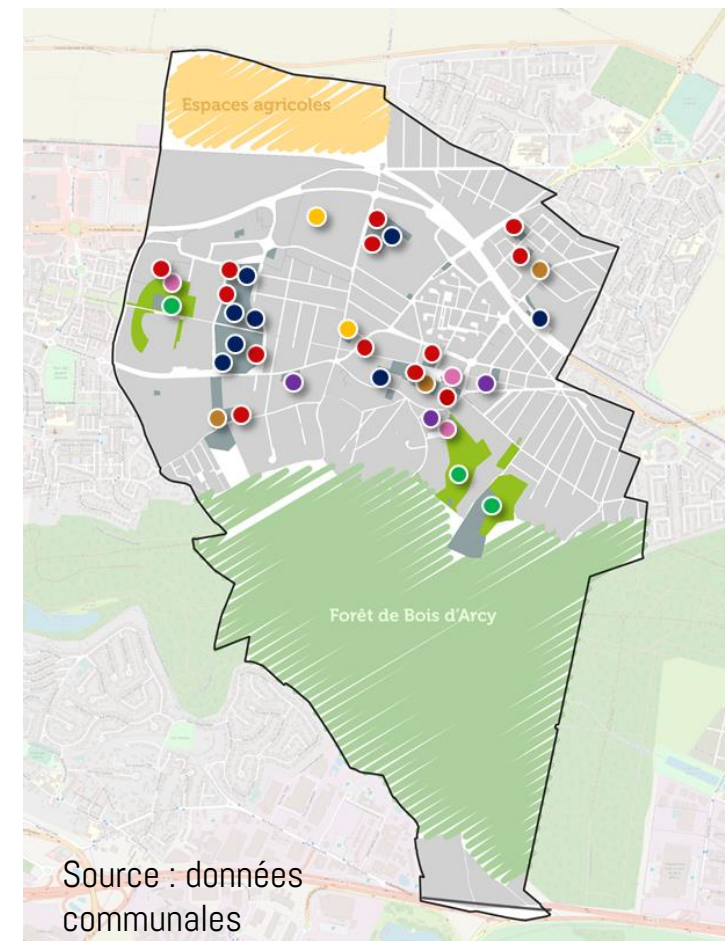 Espaces agricoles
Forêt de Bois d'Arcy
Source : données
communales